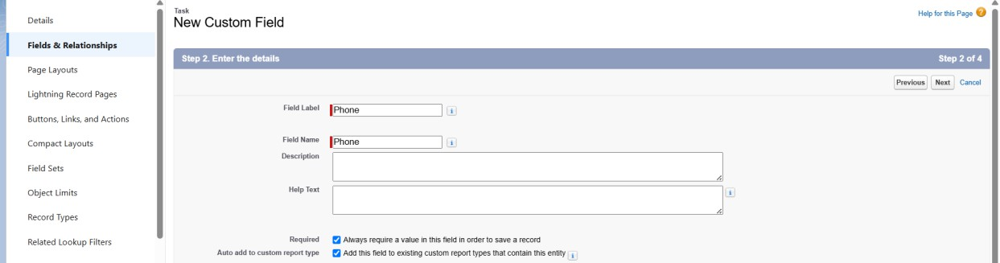 Details
Fields & Relationships
Page Layouts
Lightning Record Pages
Buttons, Links, and Actions
Compact Layouts
Field Sets
Object Limits
Record Types
Related Lookup Filters
Task
New Custom Field
Help for this Page ?
Step 2. Enter the details Step 2 of 4
Previous Next Cancel
Field Label Phone i
Field Name Phone i
Description
Help Text i
Required Always require a value in this field in order to save a record
Auto add to custom report type Add this field to existing custom report types that contain this entity i